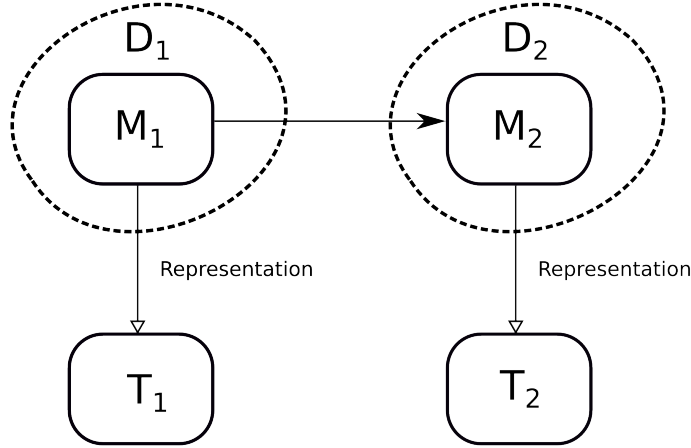 D₁
D₂
M₁
M₂
Representation
Representation
T₁
T₂